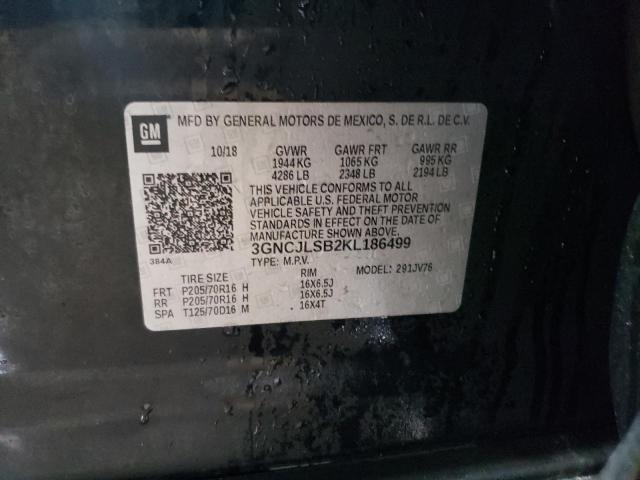 GM
MFD BY GENERAL MOTORS DE MEXICO, S. DE R.L. DE C.V.
10/18 GVWR GAWR FRT GAWR RR
1944 KG 1065 KG 995 KG
4286 LB 2348 LB 2194 LB
THIS VEHICLE CONFORMS TO ALL
APPLICABLE U.S. FEDERAL MOTOR
VEHICLE SAFETY AND THEFT PREVENTION
STANDARDS IN EFFECT ON THE DATE OF
MANUFACTURE SHOWN ABOVE.
3GNCJLSB2KL186499
384A
TYPE: M.P.V. MODEL: 291JV76
TIRE SIZE RIM
FRT P205/70R16 H 16X6.5J
RR P205/70R16 H 16X6.5J
SPA T125/70D16 M 16X4T